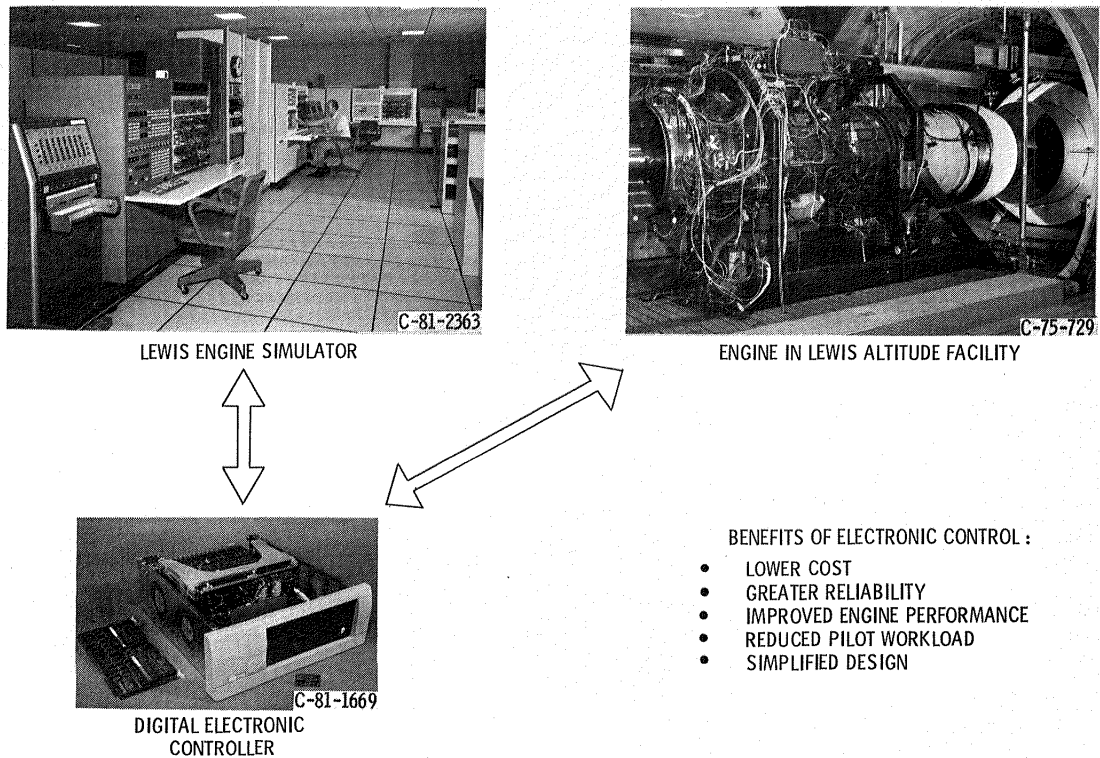 C-81-2363
LEWIS ENGINE SIMULATOR
C-75-729
ENGINE IN LEWIS ALTITUDE FACILITY
C-81-1669
DIGITAL ELECTRONIC
CONTROLLER
BENEFITS OF ELECTRONIC CONTROL :
• LOWER COST
• GREATER RELIABILITY
• IMPROVED ENGINE PERFORMANCE
• REDUCED PILOT WORKLOAD
• SIMPLIFIED DESIGN